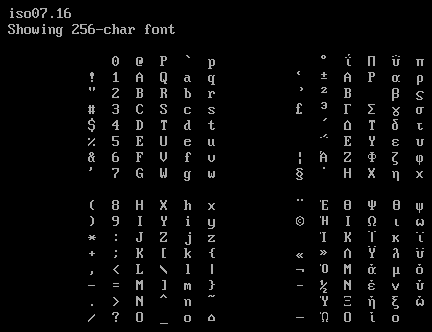 iso07.16
Showing 256-char font
0 @ P ` p ° ΐ Π ΰ π
! 1 A Q a q ‘ ± Α Ρ α ρ
" 2 B R b r ’ ² Β β ς
# 3 C S c s £ ³ Γ Σ γ σ
$ 4 D T d t ΄ Δ Τ δ τ
% 5 E U e u ΅ Ε Υ ε υ
& 6 F V f v ¦ Ά Ζ Φ ζ φ
' 7 G W g w § · Η Χ η χ
( 8 H X h x ¨ Έ Θ Ψ θ ψ
) 9 I Y i y © Ή Ι Ω ι ω
* : J Z j z Ί Κ Ϊ κ ϊ
+ ; K [ k { « » Λ Ϋ λ ϋ
, < L \ l | ¬ Ό Μ ά μ ό
- = M ] m } - ½ Ν έ ν ύ
. > N ^ n ~ Ύ Ξ ή ξ ώ
/ ? O _ o ⌂ ― Ώ Ο ί ο